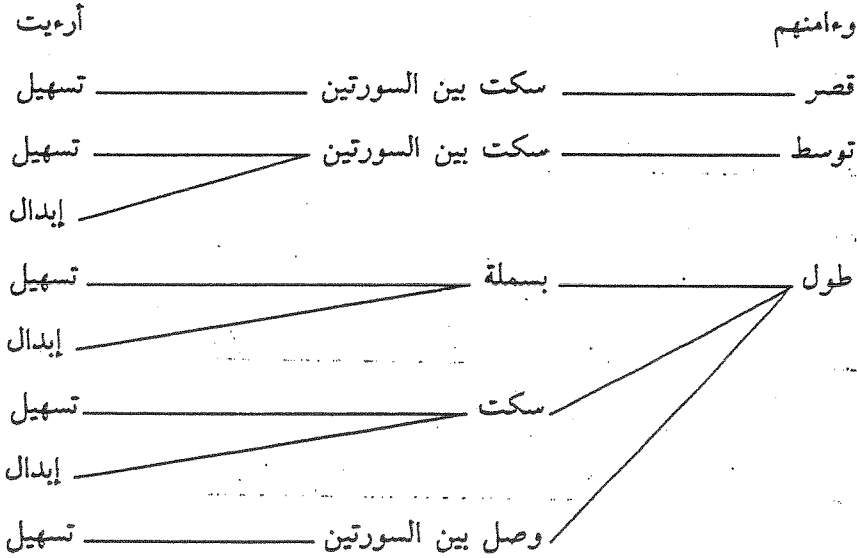 وءامنهم أرءيت
قصر سكت بين السورتين تسهيل
توسط سكت بين السورتين تسهيل
إبدال
طول بسملة تسهيل
إبدال
سكت تسهيل
إبدال
وصل بين السورتين تسهيل